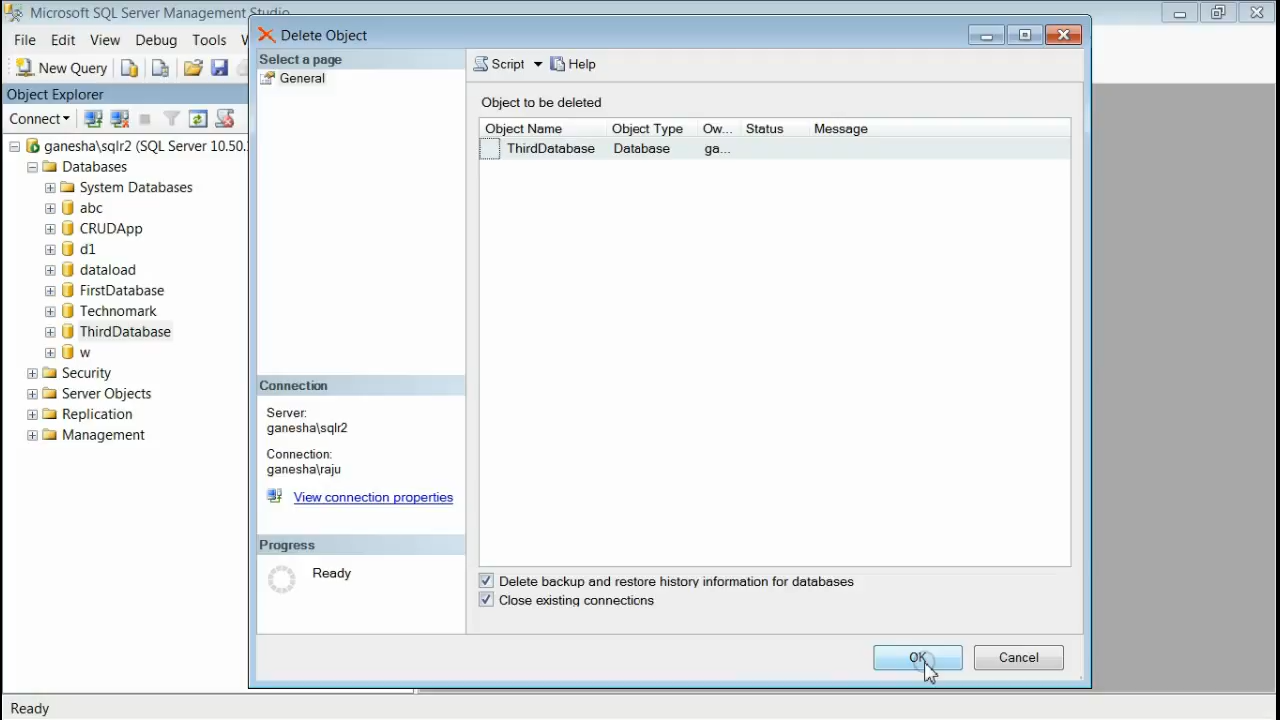 Microsoft SQL Server Management Studio
File Edit View Debug Tools
New Query
Object Explorer
Connect
ganesha\sqlr2 (SQL Server 10.50.
Databases
System Databases
abc
CRUDApp
d1
dataload
FirstDatabase
Technomark
ThirdDatabase
w
Security
Server Objects
Replication
Management
Ready
Delete Object
Select a page
General
Connection
Server:
ganesha\sqlr2
Connection:
ganesha\raju
View connection properties
Progress
Ready
Script Help
Object to be deleted
Object Name Object Type Ow... Status Message
ThirdDatabase Database ga...
Delete backup and restore history information for databases
Close existing connections
OK Cancel